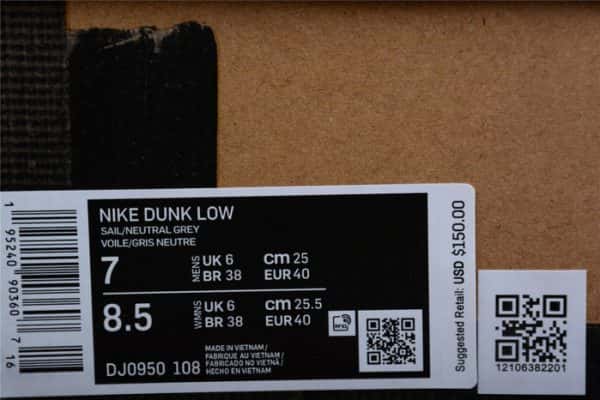 NIKE DUNK LOW
SAIL/NEUTRAL GREY
VOILE/GRIS NEUTRE
7 MENS UK 6 cm 25
BR 38 EUR 40
8.5 WMNS UK 6 cm 25.5
BR 38 EUR 40
MADE IN VIETNAM/
FABRIQUE AU VIETNAM/
FABRICADO NO VIETNÃ/
HECHO EN VIETNAM
DJ0950 108
RFID
1 95240 90360 7 16
Suggested Retail: USD $150.00
12106382201